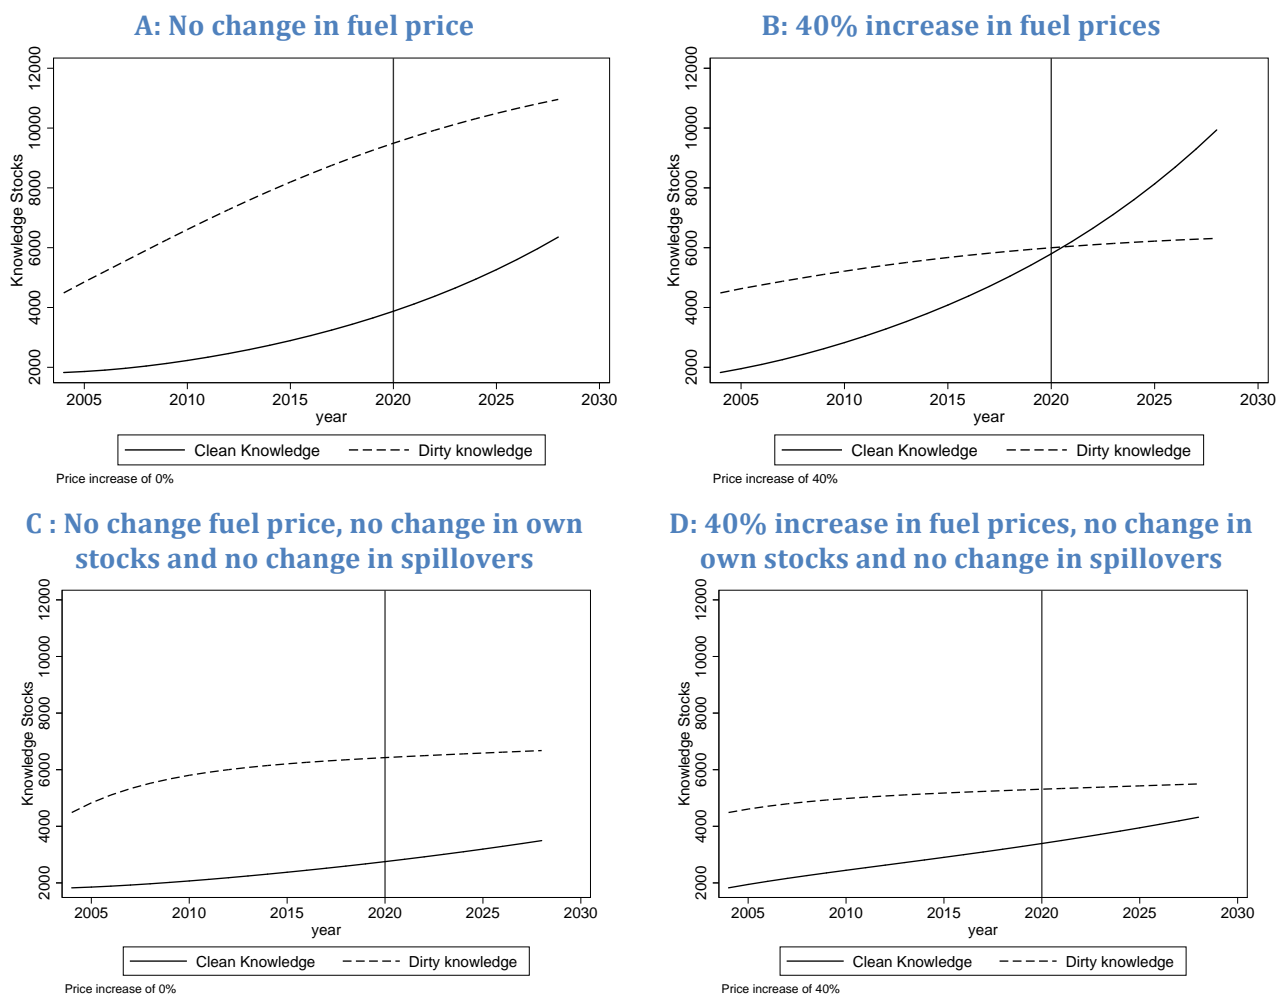 A: No change in fuel price
Knowledge Stocks
12000
10000
8000
6000
4000
2000
2005 2010 2015 2020 2025 2030
year
Clean Knowledge Dirty knowledge
Price increase of 0%
B: 40% increase in fuel prices
Knowledge Stocks
12000
10000
8000
6000
4000
2000
2005 2010 2015 2020 2025 2030
year
Clean Knowledge Dirty knowledge
Price increase of 40%
C : No change fuel price, no change in own
stocks and no change in spillovers
Knowledge Stocks
12000
10000
8000
6000
4000
2000
2005 2010 2015 2020 2025 2030
year
Clean Knowledge Dirty knowledge
Price increase of 0%
D: 40% increase in fuel prices, no change in
own stocks and no change in spillovers
Knowledge Stocks
12000
10000
8000
6000
4000
2000
2005 2010 2015 2020 2025 2030
year
Clean Knowledge Dirty knowledge
Price increase of 40%